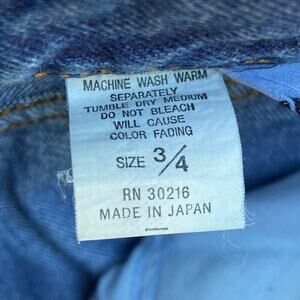 MACHINE WASH WARM
SEPARATELY
TUMBLE DRY MEDIUM
DO NOT BLEACH
WILL CAUSE
COLOR FADING
SIZE 3/4
RN 30216
MADE IN JAPAN